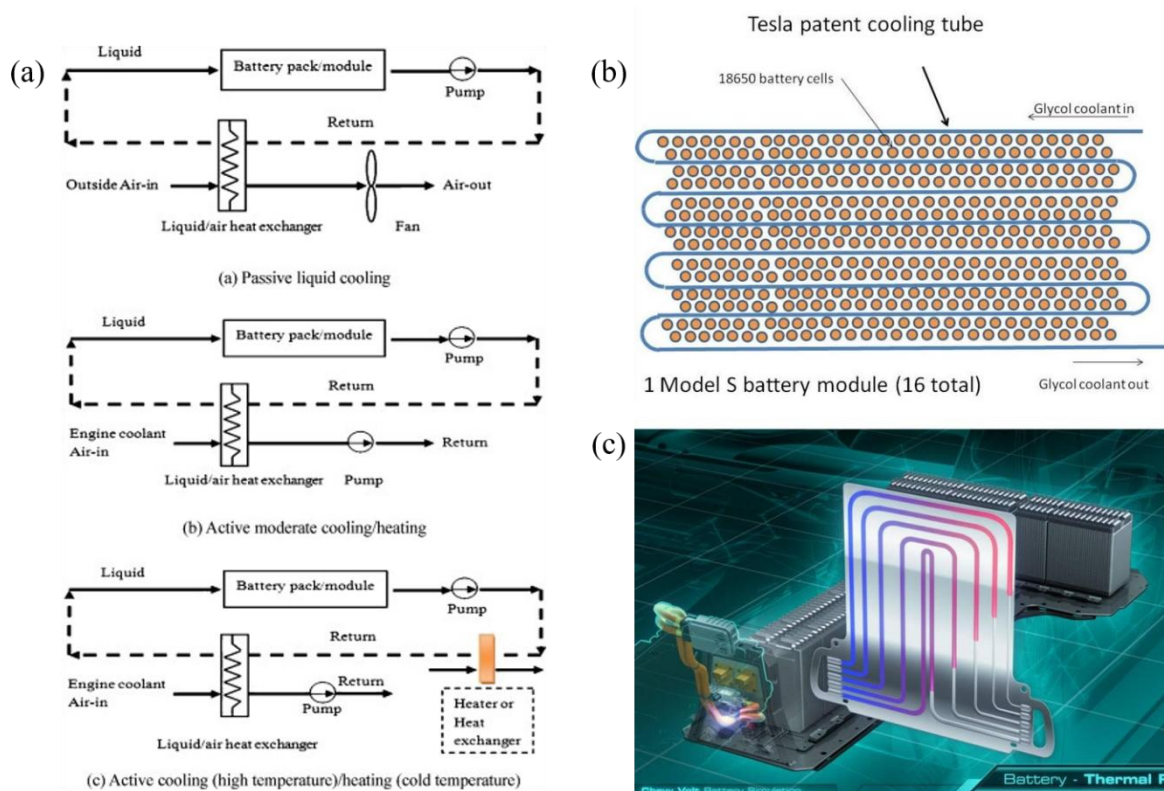 (a)
Liquid
Battery pack/module
Pump
Return
Outside Air-in
Air-out
Liquid/air heat exchanger
Fan
(a) Passive liquid cooling
Liquid
Battery pack/module
Pump
Return
Engine coolant
Air-in
Return
Liquid/air heat exchanger
Pump
(b) Active moderate cooling/heating
Liquid
Battery pack/module
Pump
Return
Engine coolant
Air-in
Return
Pump
Liquid/air heat exchanger
Heater or
Heat
exchanger
(c) Active cooling (high temperature)/heating (cold temperature)
(b)
Tesla patent cooling tube
18650 battery cells
Glycol coolant in
1 Model S battery module (16 total)
Glycol coolant out
(c)
Battery - Thermal